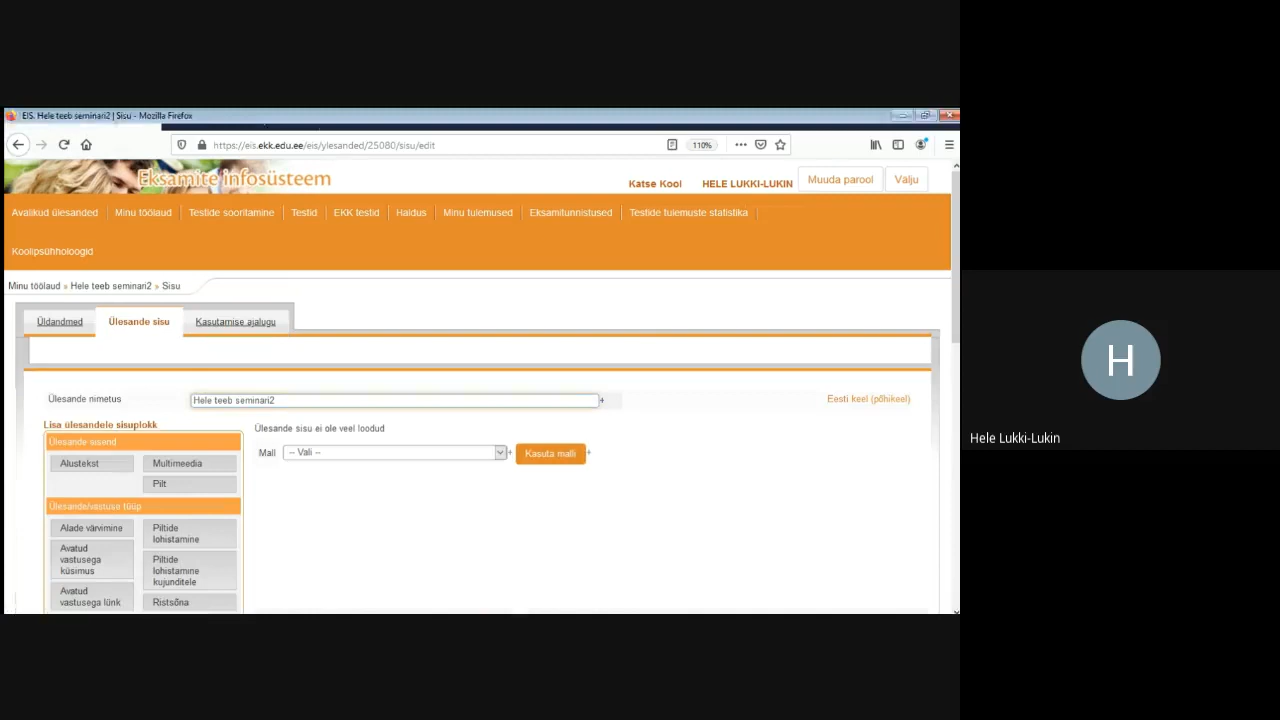 EIS. Hele teeb seminari2 | Sisu - Mozilla Firefox
https://eis.ekk.edu.ee/eis/ylesanded/25080/sisu/edit
110%
Eksamite infosüsteem
Katse Kool
HELE LUKKI-LUKIN
Muuda parool
Välju
Avalikud ülesanded
Minu töölaud
Testide sooritamine
Testid
EKK testid
Haldus
Minu tulemused
Eksamitunnistused
Testide tulemuste statistika
Koolipsühholoogid
Minu töölaud » Hele teeb seminari2 » Sisu
Üldandmed
Ülesande sisu
Kasutamise ajalugu
Ülesande nimetus
Hele teeb seminari2
+
Eesti keel (põhikeel)
Lisa ülesandele sisuplokk
Ülesande sisu ei ole veel loodud
Ülesande sisend
Mall
-- Vali --
+
Kasuta malli
+
Alustekst
Multimeedia
Pilt
Ülesande/vastuse tüüp
Alade värvimine
Piltide
lohistamine
Avatud
vastusega
küsimus
Piltide
lohistamine
kujunditele
Avatud
vastusega lünk
Ristsõna
H
Hele Lukki-Lukin